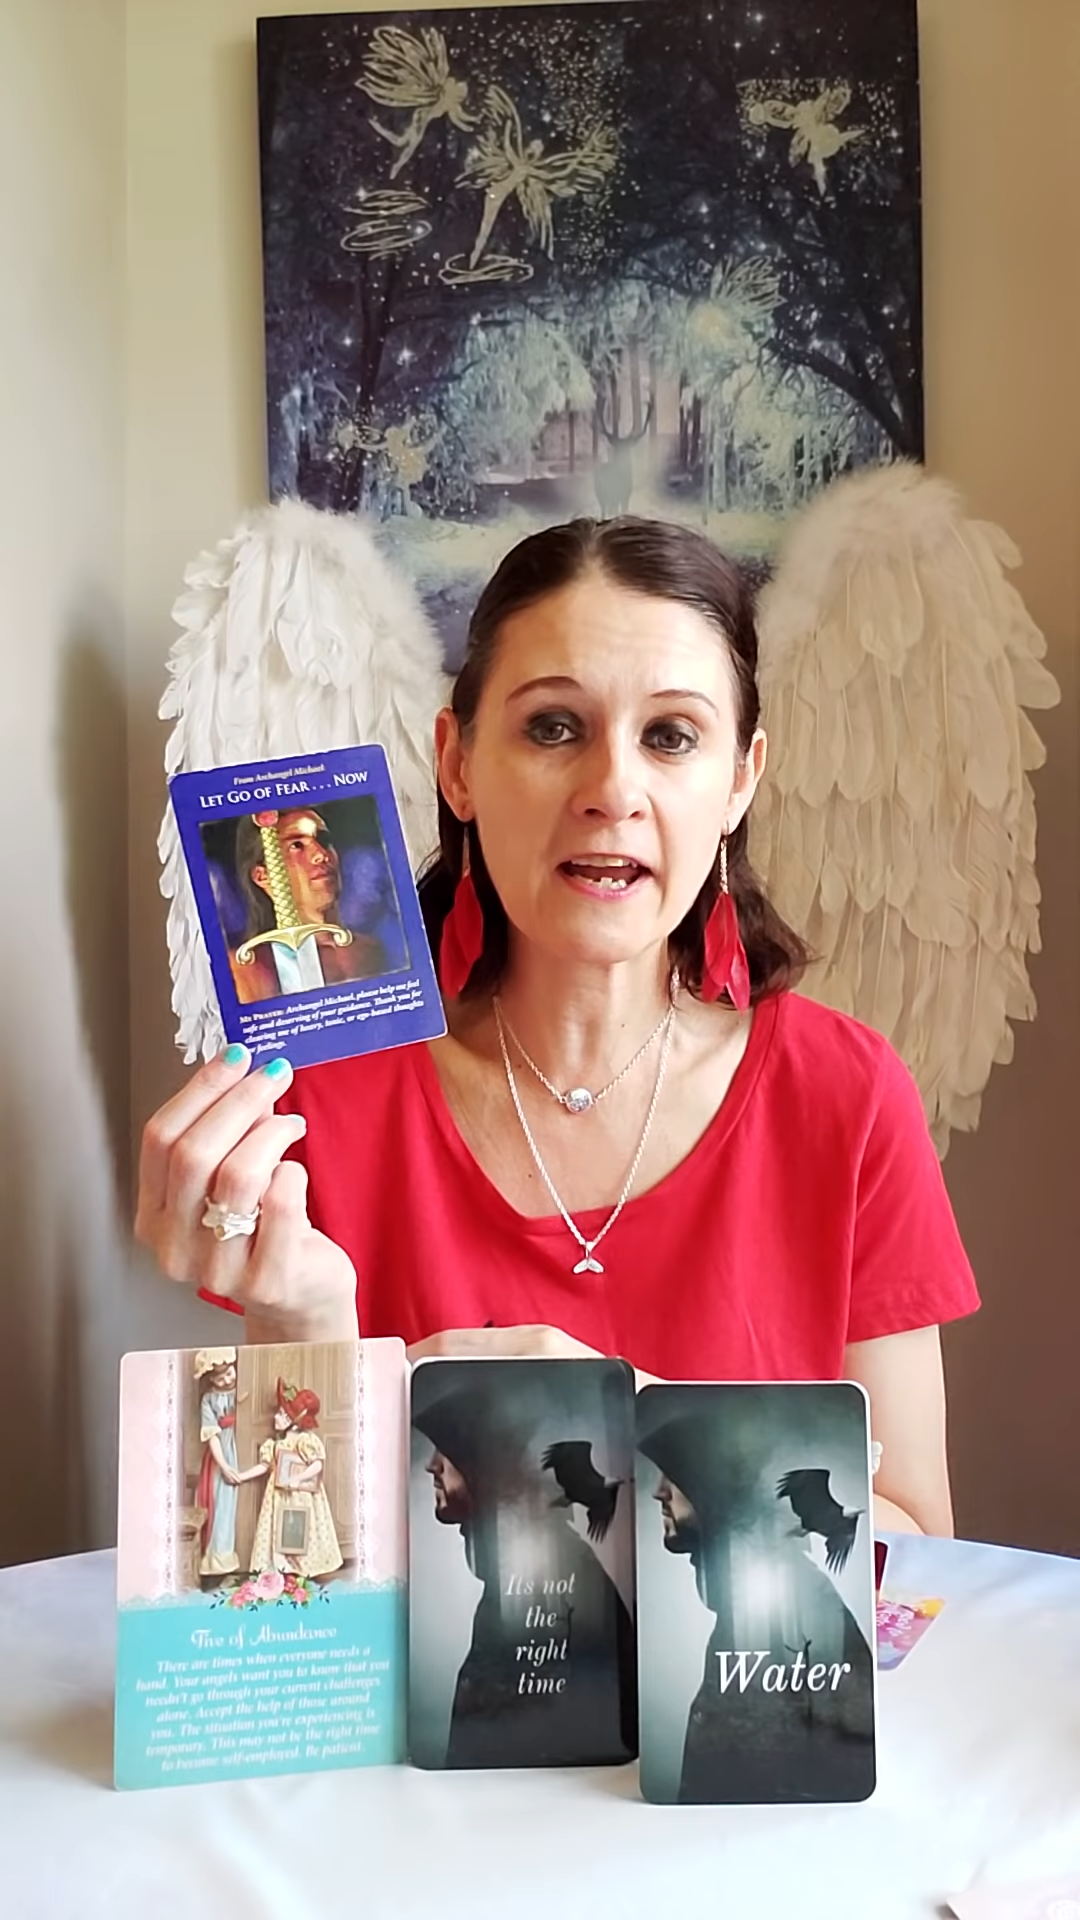 From Archangel Michael:
LET GO OF FEAR . . . NOW
MY PRAYER: Archangel Michael, please help me feel
safe and deserving of your guidance. Thank you for
clearing me of heavy, toxic, or ego-based thoughts
or feelings.
Five of Abundance
There are times when everyone needs a
hand. Your angels want you to know that you
needn't go through your current challenges
alone. Accept the help of those around
you. The situation you're experiencing is
temporary. This may not be the right time
to become self-employed. Be patient.
Its not
the
right
time
Water